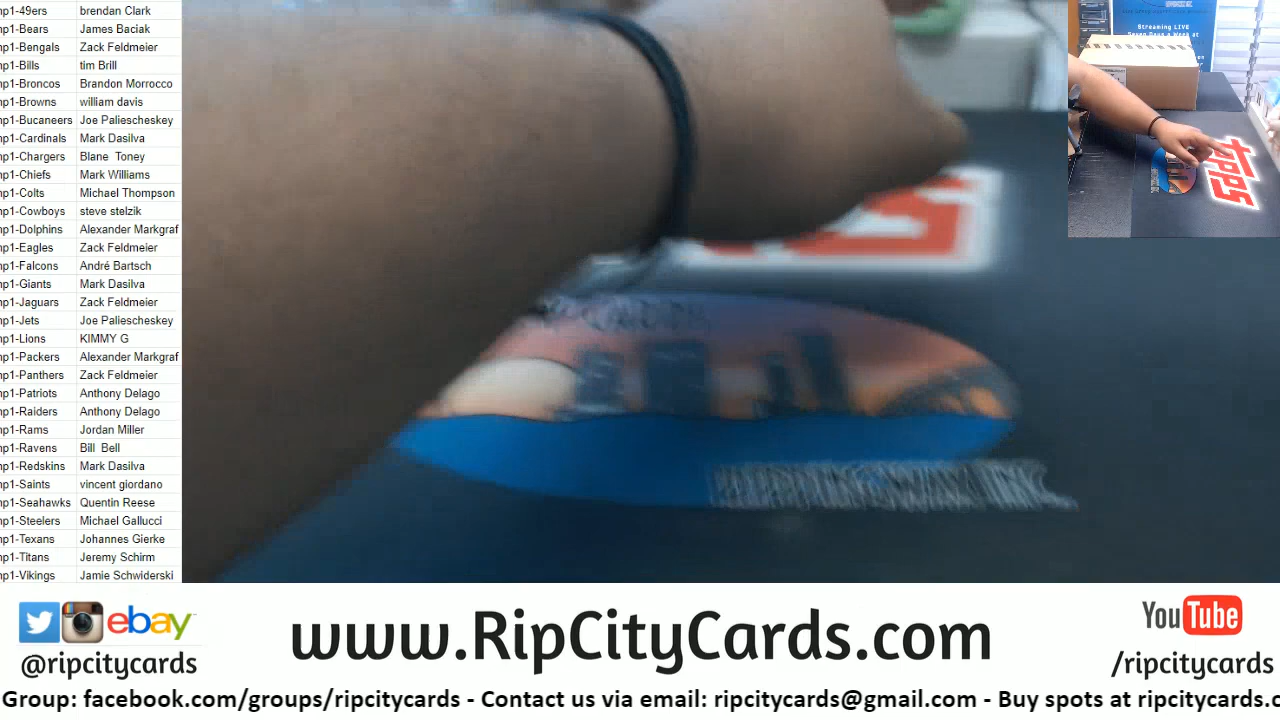 np1-49ers brendan Clark
np1-Bears James Baciak
np1-Bengals Zack Feldmeier
np1-Bills tim Brill
np1-Broncos Brandon Morrocco
np1-Browns william davis
np1-Bucaneers Joe Paliescheskey
np1-Cardinals Mark Dasilva
np1-Chargers Blane Toney
np1-Chiefs Mark Williams
np1-Colts Michael Thompson
np1-Cowboys steve stelzik
np1-Dolphins Alexander Markgraf
np1-Eagles Zack Feldmeier
np1-Falcons André Bartsch
np1-Giants Mark Dasilva
np1-Jaguars Zack Feldmeier
np1-Jets Joe Paliescheskey
np1-Lions KIMMY G
np1-Packers Alexander Markgraf
np1-Panthers Zack Feldmeier
np1-Patriots Anthony Delago
np1-Raiders Anthony Delago
np1-Rams Jordan Miller
np1-Ravens Bill Bell
np1-Redskins Mark Dasilva
np1-Saints vincent giordano
np1-Seahawks Quentin Reese
np1-Steelers Michael Gallucci
np1-Texans Johannes Gierke
np1-Titans Jeremy Schirm
np1-Vikings Jamie Schwiderski
Streaming LIVE
Seven Days a Week at
topps
ebay
@ripcitycards
www.RipCityCards.com
YouTube
/ripcitycards
Group: facebook.com/groups/ripcitycards - Contact us via email: ripcitycards@gmail.com - Buy spots at ripcitycards.c